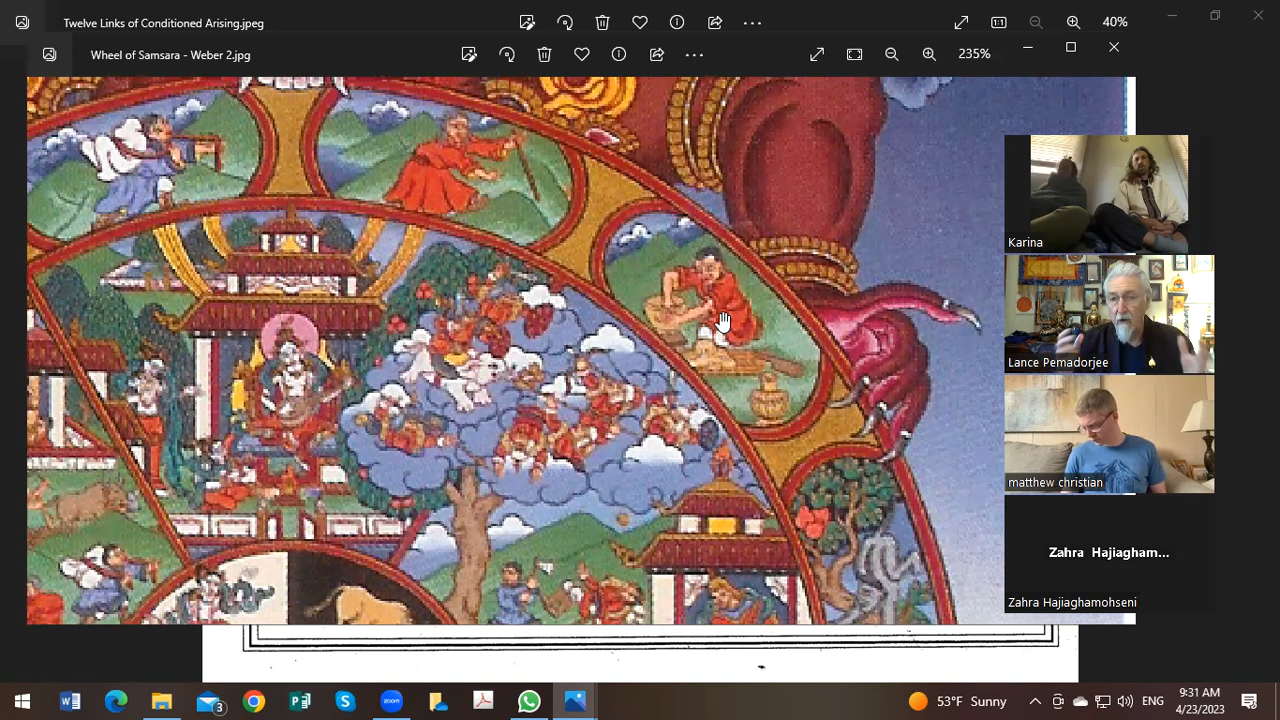 Twelve Links of Conditioned Arising.jpeg
40%
Wheel of Samsara - Weber 2.jpg
235%
Karina
Lance Pemadorjee
matthew christian
Zahra Hajiagham...
Zahra Hajiaghamohseni
3
zoom
53°F Sunny
ENG
9:31 AM
4/23/2023